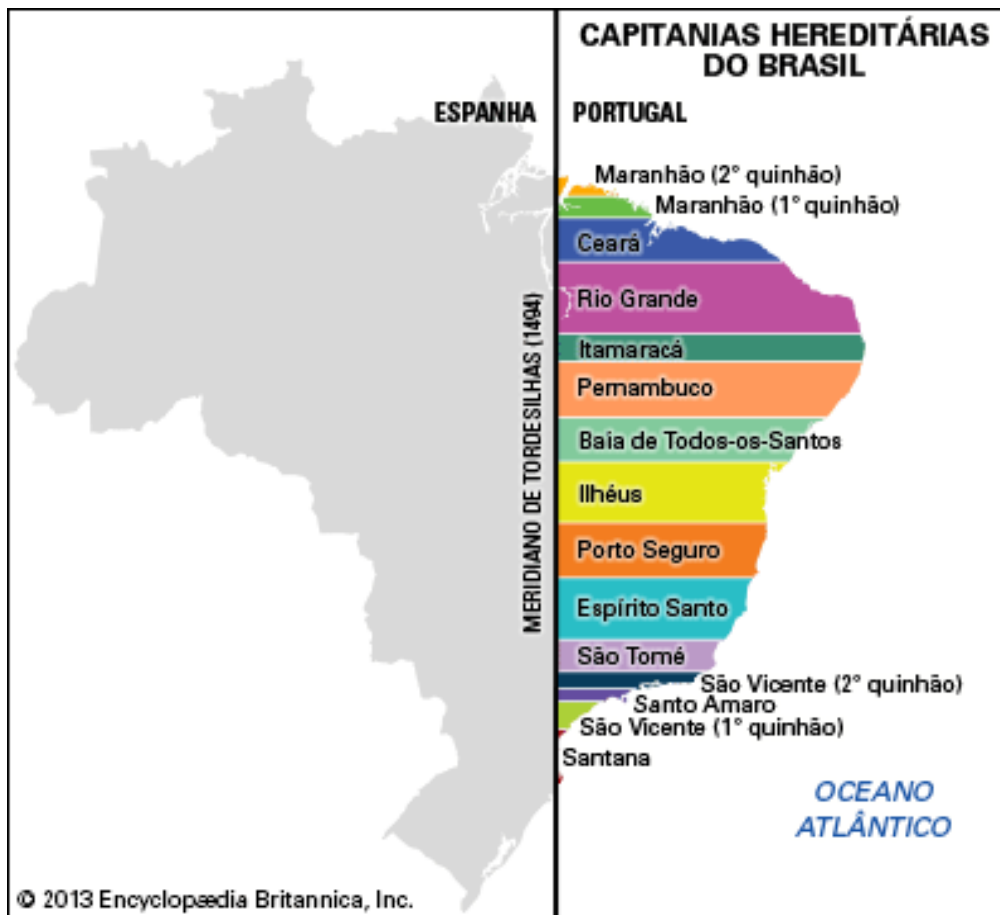 CAPITANIAS HEREDITÁRIAS
DO BRASIL
ESPANHA
PORTUGAL
Maranhão (2° quinhão)
Maranhão (1° quinhão)
Ceará
Rio Grande
Itamaracá
Pernambuco
Baía de Todos-os-Santos
Ilhéus
Porto Seguro
Espírito Santo
São Tomé
São Vicente (2° quinhão)
Santo Amaro
São Vicente (1° quinhão)
Santana
MERIDIANO DE TORDESILHAS (1494)
OCEANO
ATLÂNTICO
© 2013 Encyclopædia Britannica, Inc.